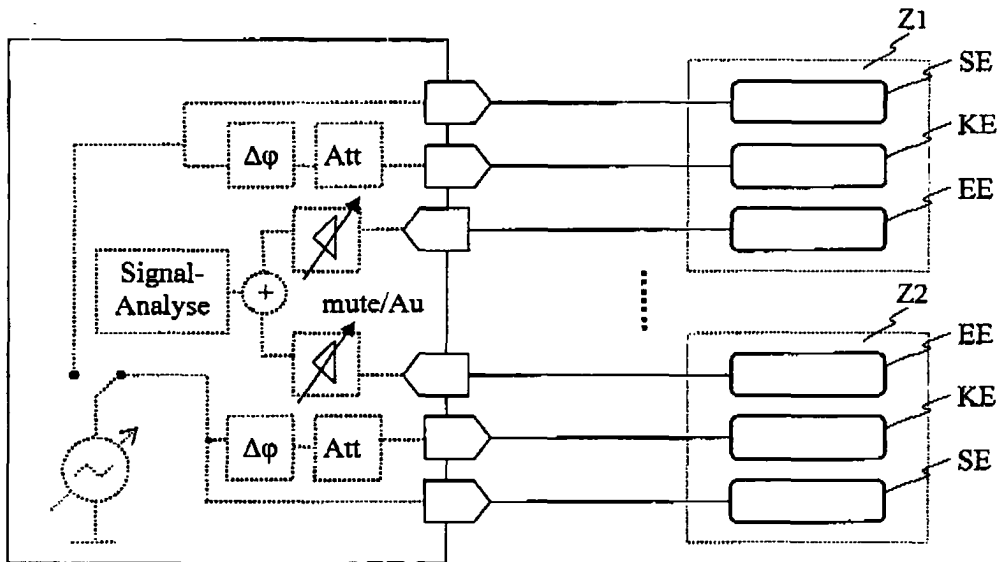 Z1
SE
KE
EE
Δφ
Att
Signal-
Analyse
+
mute/Au
Z2
EE
KE
SE
Δφ
Att